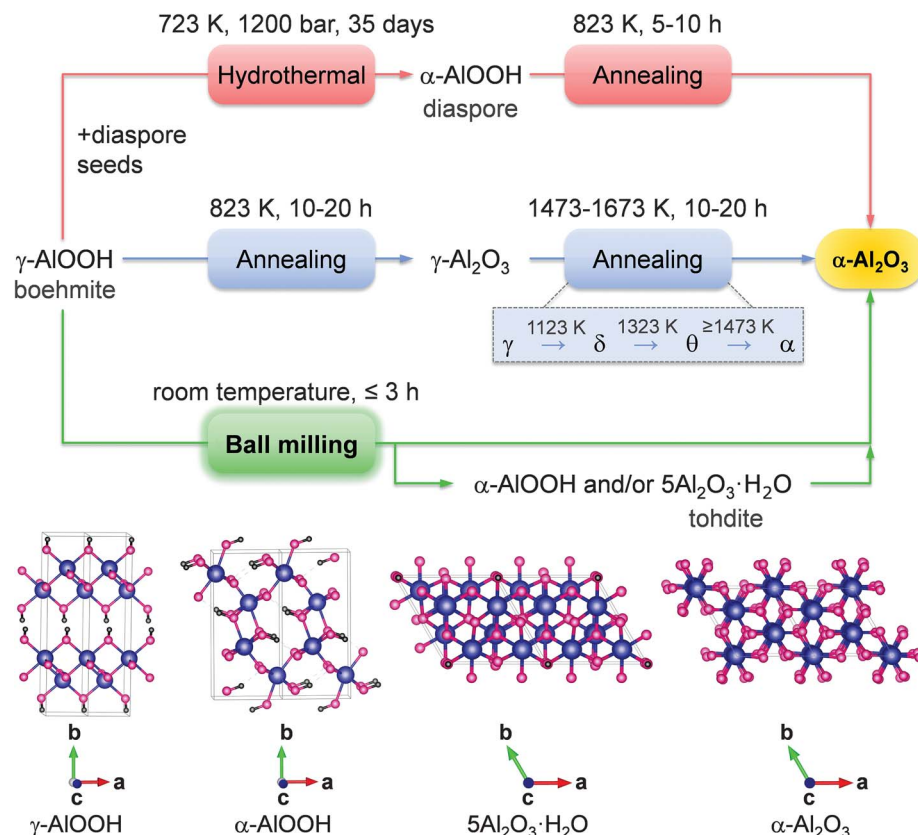 723 K, 1200 bar, 35 days
823 K, 5-10 h
Hydrothermal
α-AlOOH
diaspore
Annealing
+diaspore
seeds
823 K, 10-20 h
1473-1673 K, 10-20 h
γ-AlOOH
boehmite
Annealing
γ-Al₂O₃
Annealing
α-Al₂O₃
γ 1123 K → δ 1323 K → θ ≥1473 K → α
room temperature, ≤ 3 h
Ball milling
α-AlOOH and/or 5Al₂O₃·H₂O
tohdite
b
a
c
γ-AlOOH
b
a
c
α-AlOOH
b
a
c
5Al₂O₃·H₂O
b
a
c
α-Al₂O₃